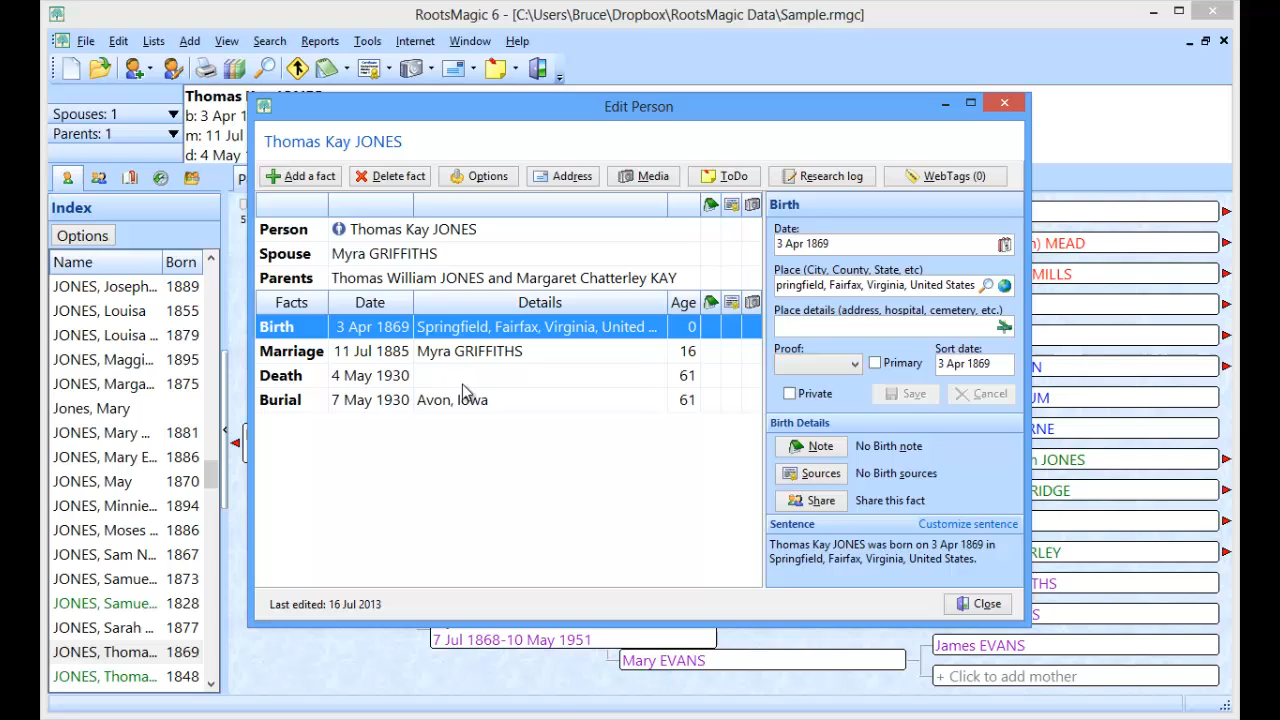 RootsMagic 6 - [C:\Users\Bruce\Dropbox\RootsMagic Data\Sample.rmgc]
File Edit Lists Add View Search Reports Tools Internet Window Help
Thomas
Spouses: 1
Parents: 1
b: 3 Apr 1
m: 11 Jul
d: 4 May
Index
Options
Name Born
JONES, Joseph... 1889
JONES, Louisa 1855
JONES, Louisa 1879
JONES, Maggi... 1895
JONES, Marga... 1875
Jones, Mary
JONES, Mary ... 1881
JONES, Mary E... 1886
JONES, May 1870
JONES, Minnie... 1894
JONES, Moses ... 1886
JONES, Sam N... 1867
JONES, Samue... 1873
JONES, Samue... 1828
JONES, Sarah ... 1877
JONES, Thoma... 1869
JONES, Thoma... 1848
Edit Person
Thomas Kay JONES
Add a fact Delete fact Options Address Media ToDo Research log WebTags (0)
Person Thomas Kay JONES
Spouse Myra GRIFFITHS
Parents Thomas William JONES and Margaret Chatterley KAY
Facts Date Details Age
Birth 3 Apr 1869 Springfield, Fairfax, Virginia, United ... 0
Marriage 11 Jul 1885 Myra GRIFFITHS 16
Death 4 May 1930 61
Burial 7 May 1930 Avon, Iowa 61
Last edited: 16 Jul 2013
Birth
Date:
3 Apr 1869
Place (City, County, State, etc)
pringfield, Fairfax, Virginia, United States
Place details (address, hospital, cemetery, etc.)
Proof: Primary Sort date:
3 Apr 1869
Private Save Cancel
Birth Details
Note No Birth note
Sources No Birth sources
Share Share this fact
Sentence Customize sentence
Thomas Kay JONES was born on 3 Apr 1869 in
Springfield, Fairfax, Virginia, United States.
Close
) MEAD
MILLS
N
UM
RNE
JONES
RIDGE
RLEY
THS
S
7 Jul 1868-10 May 1951
Mary EVANS
James EVANS
+ Click to add mother